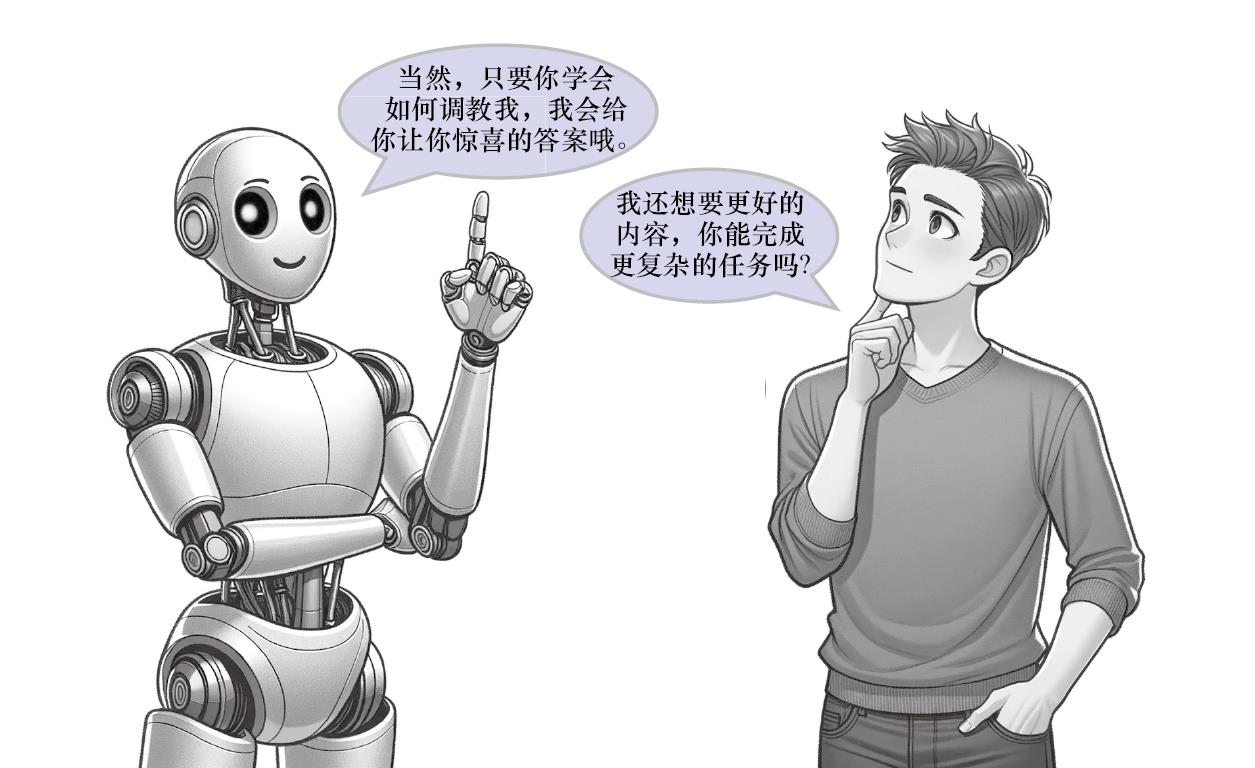 当然，只要你学会
如何调教我，我会给
你让你惊喜的答案哦。
我还想要更好的
内容，你能完成
更复杂的任务吗?